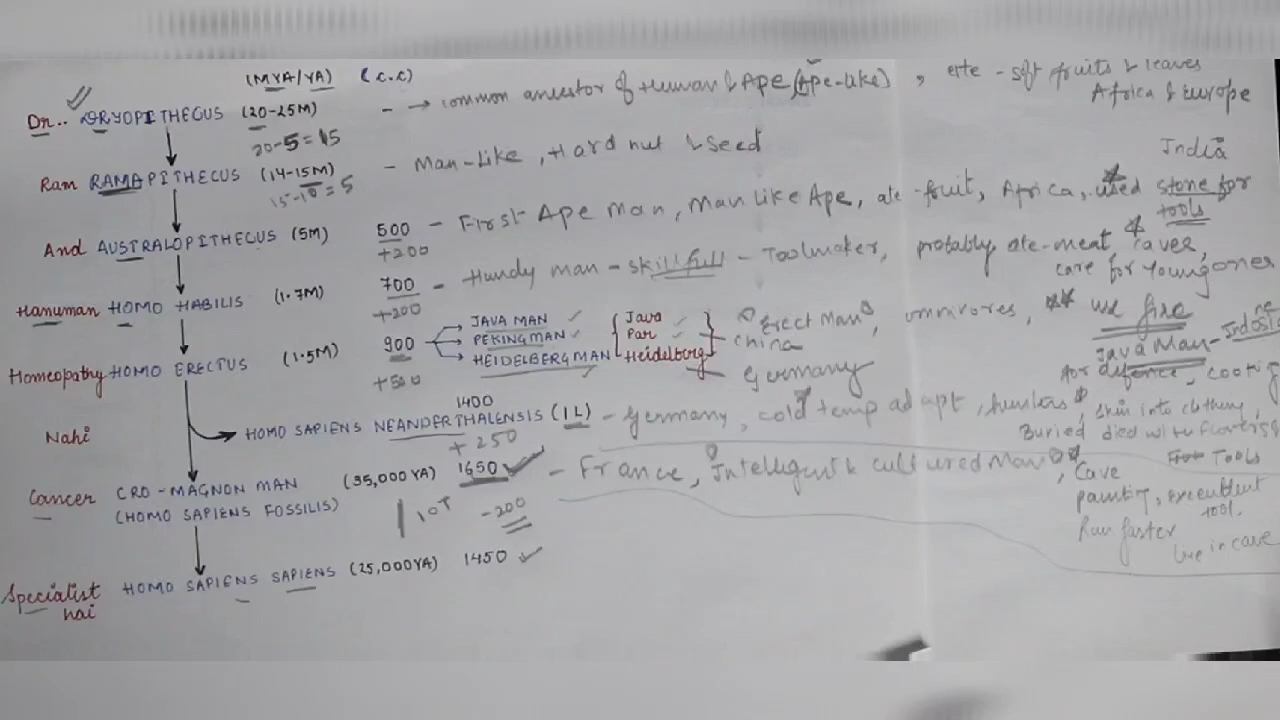 (MYA/YA) (C.C)
Dr.. DRYOPITHECUS (20-25M) - → common ancestor of Human & APE (Ape-like) , ate - soft fruits & leaves
Africa & Europe
20-5=15
Ram RAMAPITHECUS (14-15M) - Man-Like , Hard nut & Seed
India
15-10=5
And AUSTRALOPITHECUS (5M) 500 - First Ape Man, Man Like Ape, ate-fruit, Africa, used stone for
tools
+200
Hanuman HOMO HABILIS (1.7M) 700 - Handy man - skillfull - Toolmaker, probably ate-meat, caves,
care for young ones
+200
Homeopathy HOMO ERECTUS (1.5M) 900
JAVA MAN
PEKING MAN
HEIDELBERG MAN
Java
Par
Heidelberg
Erect Man , omnivores, use fire
China
Germany
Java Man - Indo
for defence, cooking
+500
Nahi HOMO SAPIENS NEANDERTHALENSIS (1L) - Germany, cold temp adapt, hunters, skin into clothing,
1400
Buried died with flowers &
Tools
+250
Cancer CRO-MAGNON MAN (35,000 YA) 1650 - France, Intelligent & cultured Man, Cave
(HOMO SAPIENS FOSSILIS)
painting, excellent
tool.
Run faster
live in cave
-200
Specialist HOMO SAPIENS SAPIENS (25,000YA) 1450
hai